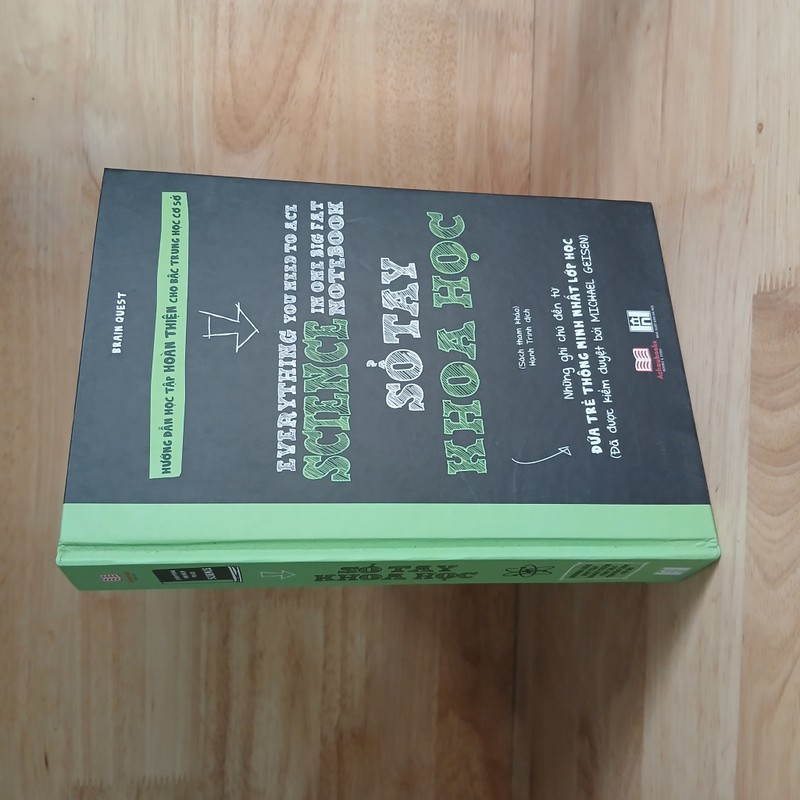 BRAIN QUEST
HƯỚNG DẪN HỌC TẬP HOÀN THIỆN CHO BẬC TRUNG HỌC CƠ SỞ
EVERYTHING YOU NEED TO ACE
SCIENCE
IN ONE BIG FAT
NOTEBOOK
SỔ TAY
KHOA HỌC
(Sách tham khảo)
Hạnh Trinh dịch
Những ghi chú đến từ
ĐỨA TRẺ THÔNG MINH NHẤT LỚP HỌC
(Đã được kiểm duyệt bởi MICHAEL GEISEN)
Achaubooks
SỔ TAY
KHOA HỌC